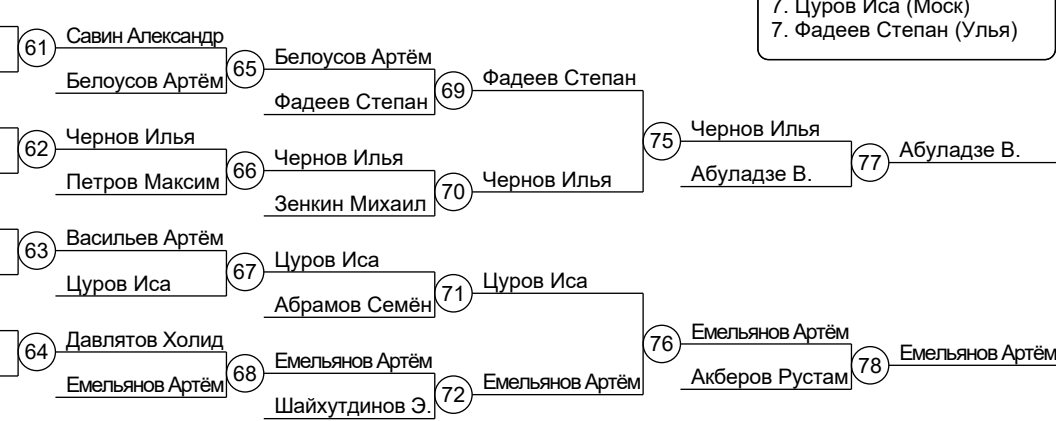 7. Цуров Иса (Моск)
7. Фадеев Степан (Улья)
61
Савин Александр
Белоусов Артём
65
Белоусов Артём
Фадеев Степан
69
Фадеев Степан
62
Чернов Илья
Петров Максим
66
Чернов Илья
Зенкин Михаил
70
Чернов Илья
75
Чернов Илья
Абуладзе В.
77
Абуладзе В.
63
Васильев Артём
Цуров Иса
67
Цуров Иса
Абрамов Семён
71
Цуров Иса
64
Давлятов Холид
Емельянов Артём
68
Емельянов Артём
Шайхутдинов Э.
72
Емельянов Артём
76
Емельянов Артём
Акберов Рустам
78
Емельянов Артём